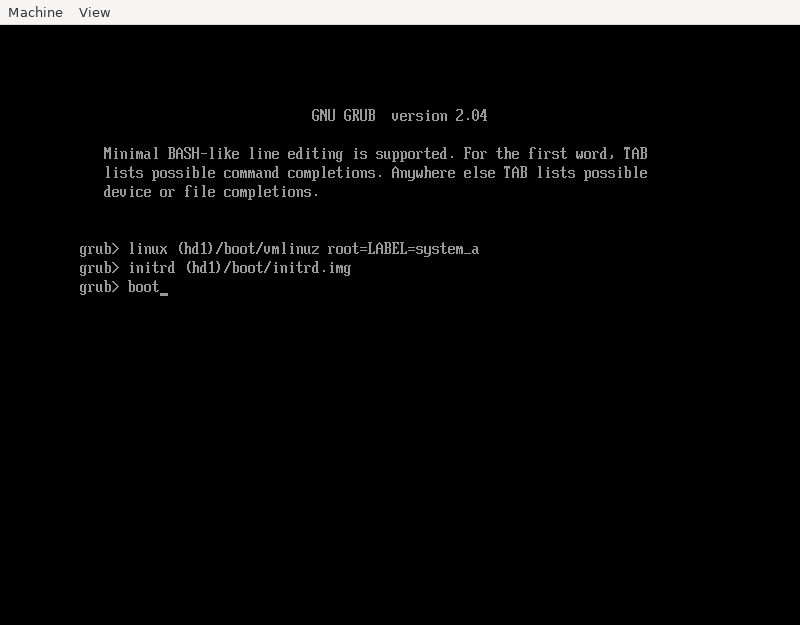 Machine View
GNU GRUB version 2.04
Minimal BASH-like line editing is supported. For the first word, TAB
lists possible command completions. Anywhere else TAB lists possible
device or file completions.
grub> linux (hd1)/boot/vmlinuz root=LABEL=system_a
grub> initrd (hd1)/boot/initrd.img
grub> boot_